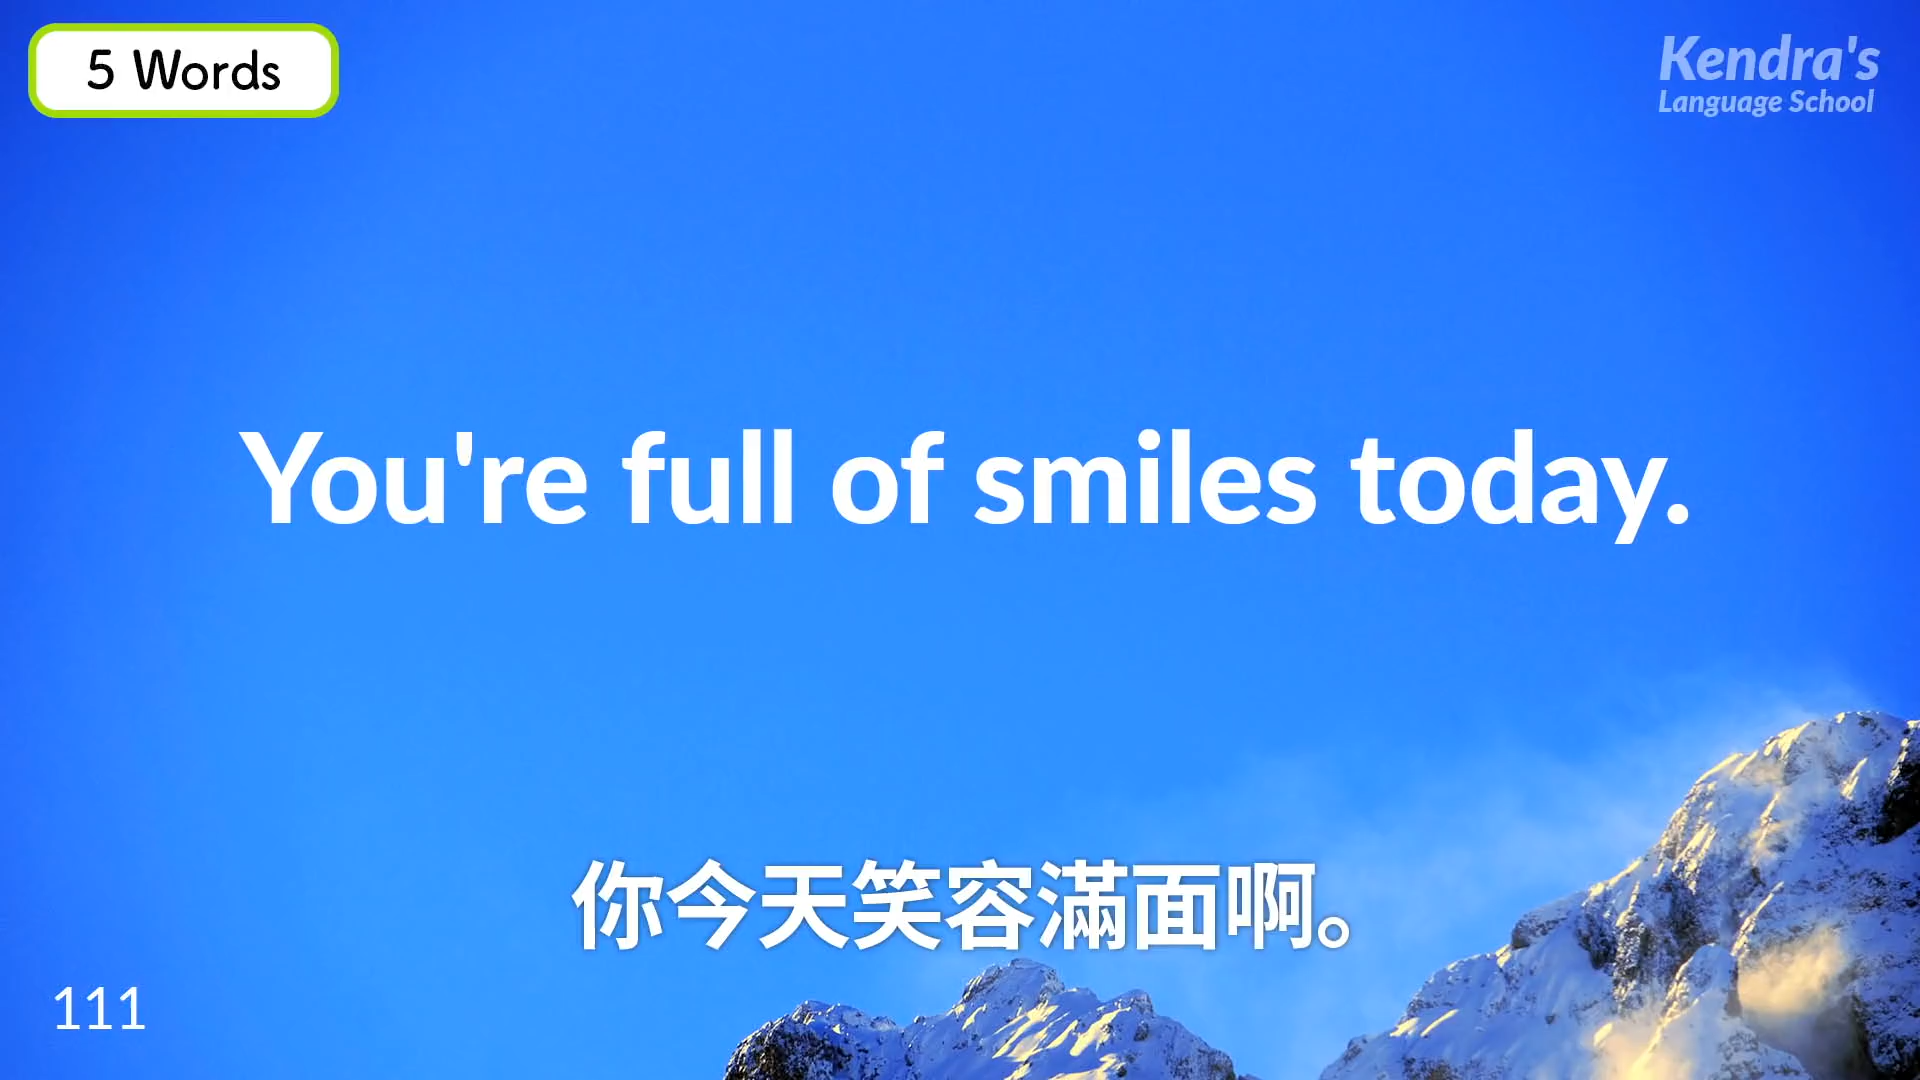 5 Words
Kendra's
Language School
You're full of smiles today.
你今天笑容滿面啊。
111